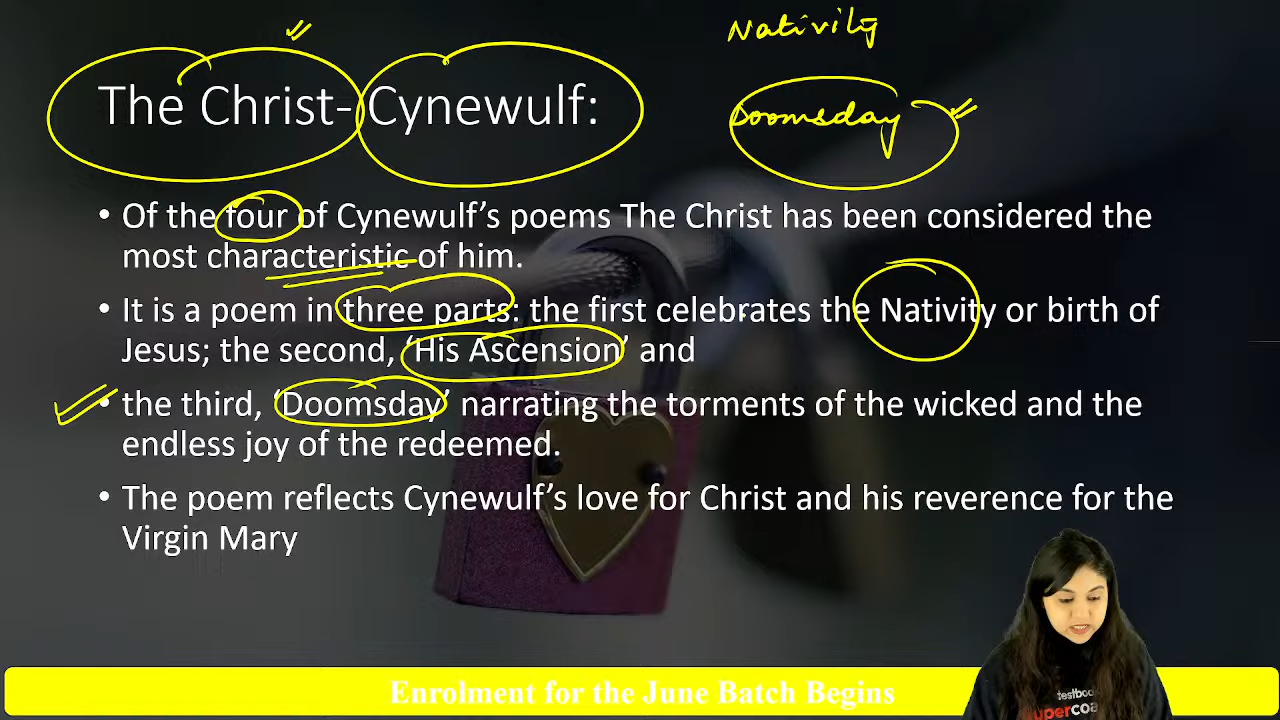 Nativity
The Christ- Cynewulf:
Doomsday
• Of the four of Cynewulf's poems The Christ has been considered the
most characteristic of him.
• It is a poem in three parts: the first celebrates the Nativity or birth of
Jesus; the second, 'His Ascension' and
• the third, 'Doomsday' narrating the torments of the wicked and the
endless joy of the redeemed.
• The poem reflects Cynewulf's love for Christ and his reverence for the
Virgin Mary
Enrolment for the June Batch Begins